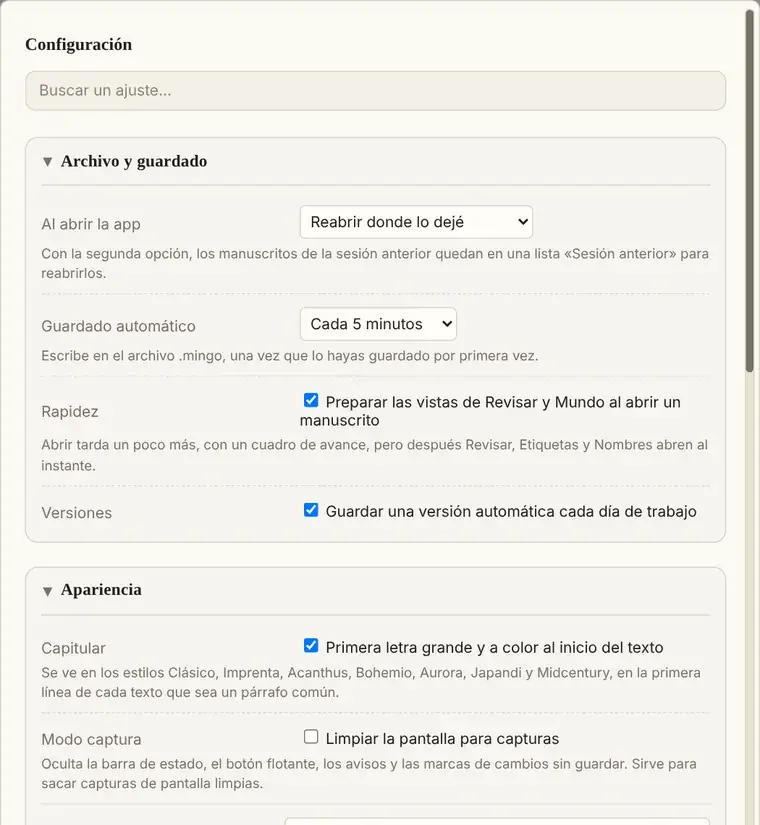 Configuración
Buscar un ajuste...
▼ Archivo y guardado
Al abrir la app
Reabrir donde lo dejé
Con la segunda opción, los manuscritos de la sesión anterior quedan en una lista «Sesión anterior» para
reabrirlos.
Guardado automático
Cada 5 minutos
Escribe en el archivo .mingo, una vez que lo hayas guardado por primera vez.
Rapidez
Preparar las vistas de Revisar y Mundo al abrir un
manuscrito
Abrir tarda un poco más, con un cuadro de avance, pero después Revisar, Etiquetas y Nombres abren al
instante.
Versiones
Guardar una versión automática cada día de trabajo
▼ Apariencia
Capitular
Primera letra grande y a color al inicio del texto
Se ve en los estilos Clásico, Imprenta, Acanthus, Bohemio, Aurora, Japandi y Midcentury, en la primera
línea de cada texto que sea un párrafo común.
Modo captura
Limpiar la pantalla para capturas
Oculta la barra de estado, el botón flotante, los avisos y las marcas de cambios sin guardar. Sirve para
sacar capturas de pantalla limpias.